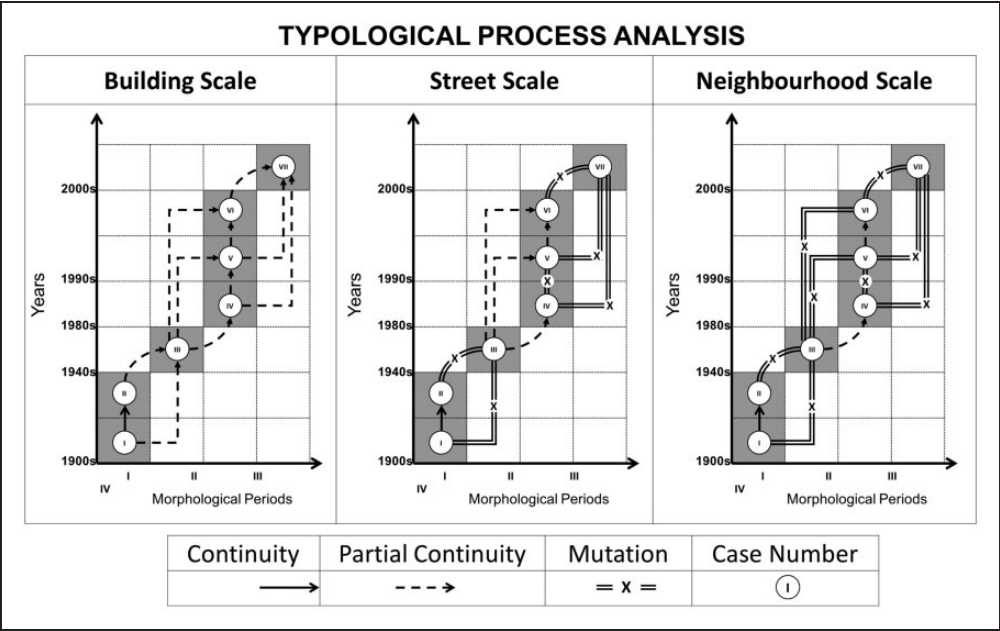 TYPOLOGICAL PROCESS ANALYSIS
Building Scale
Years
2000s
1990s
1980s
1940s
1900s
VII
VI
V
IV
III
II
I
I II III
IV
Morphological Periods
Street Scale
Years
2000s
1990s
1980s
1940s
1900s
X
VII
VI
V
X
X
IV
X
III
X
II
X
I
I II III
IV
Morphological Periods
Neighbourhood Scale
Years
2000s
1990s
1980s
1940s
1900s
X
VII
VI
X
V
X
X
X
IV
X
III
X
II
X
I
I II III
IV
Morphological Periods
Continuity Partial Continuity Mutation Case Number
= X = I